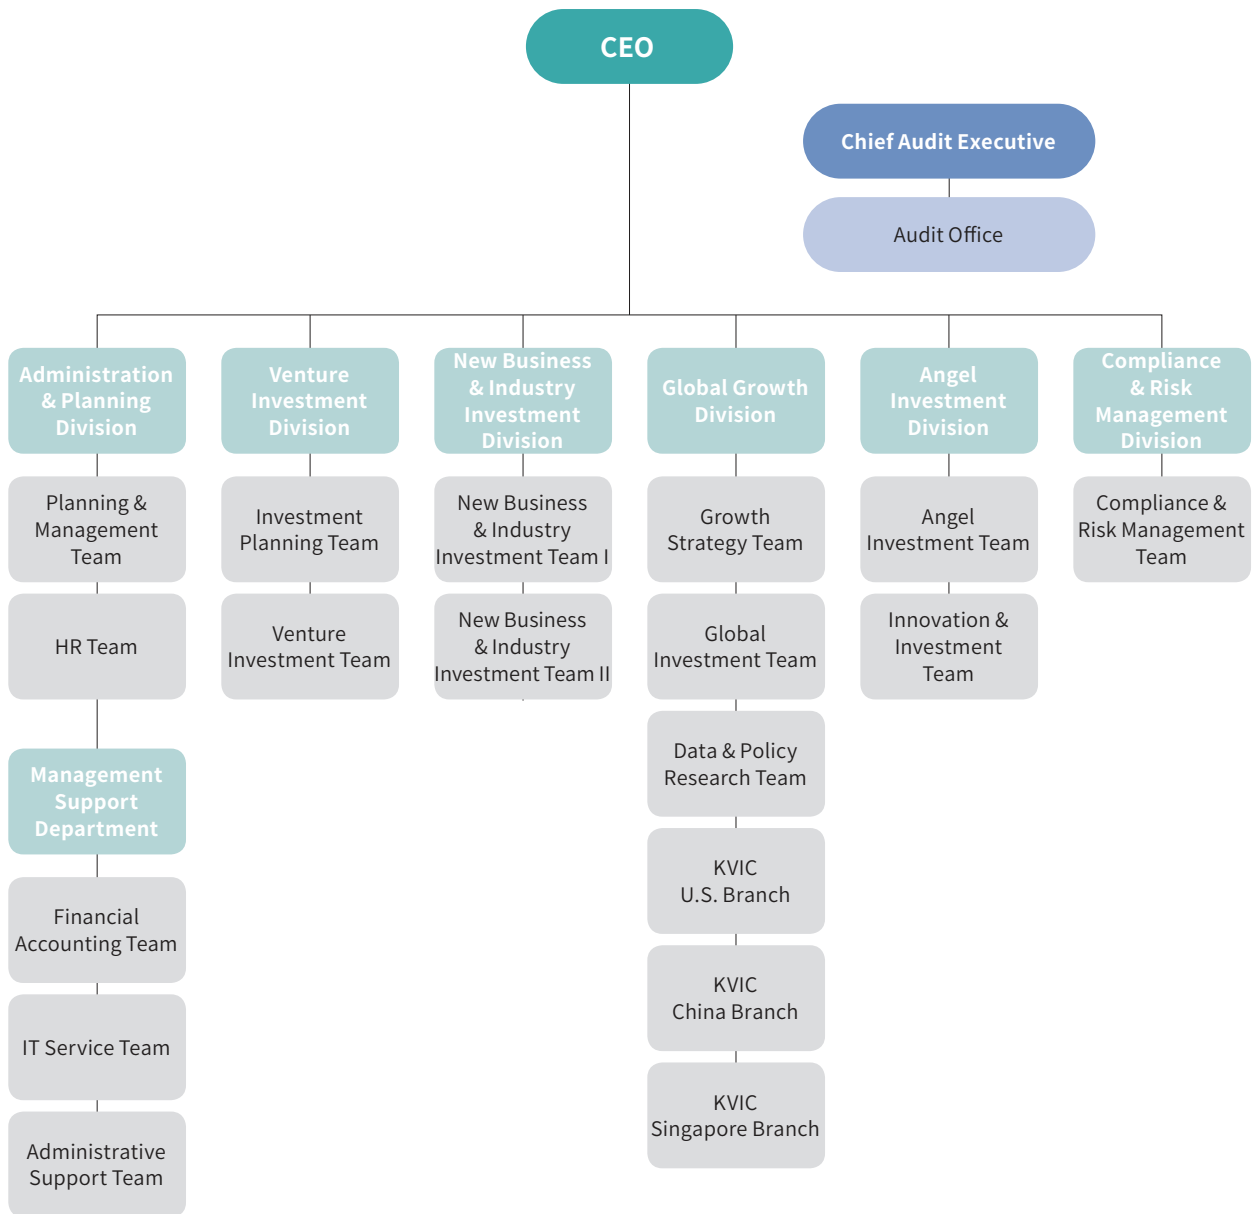 CEO
Chief Audit Executive
Audit Office
Administration
& Planning
Division
Planning &
Management
Team
HR Team
Management
Support
Department
Financial
Accounting Team
IT Service Team
Administrative
Support Team
Venture
Investment
Division
Investment
Planning Team
Venture
Investment Team
New Business
& Industry
Investment
Division
New Business
& Industry
Investment Team I
New Business
& Industry
Investment Team II
Global Growth
Division
Growth
Strategy Team
Global
Investment Team
Data & Policy
Research Team
KVIC
U.S. Branch
KVIC
China Branch
KVIC
Singapore Branch
Angel
Investment
Division
Angel
Investment Team
Innovation &
Investment
Team
Compliance
& Risk
Management
Division
Compliance &
Risk Management
Team